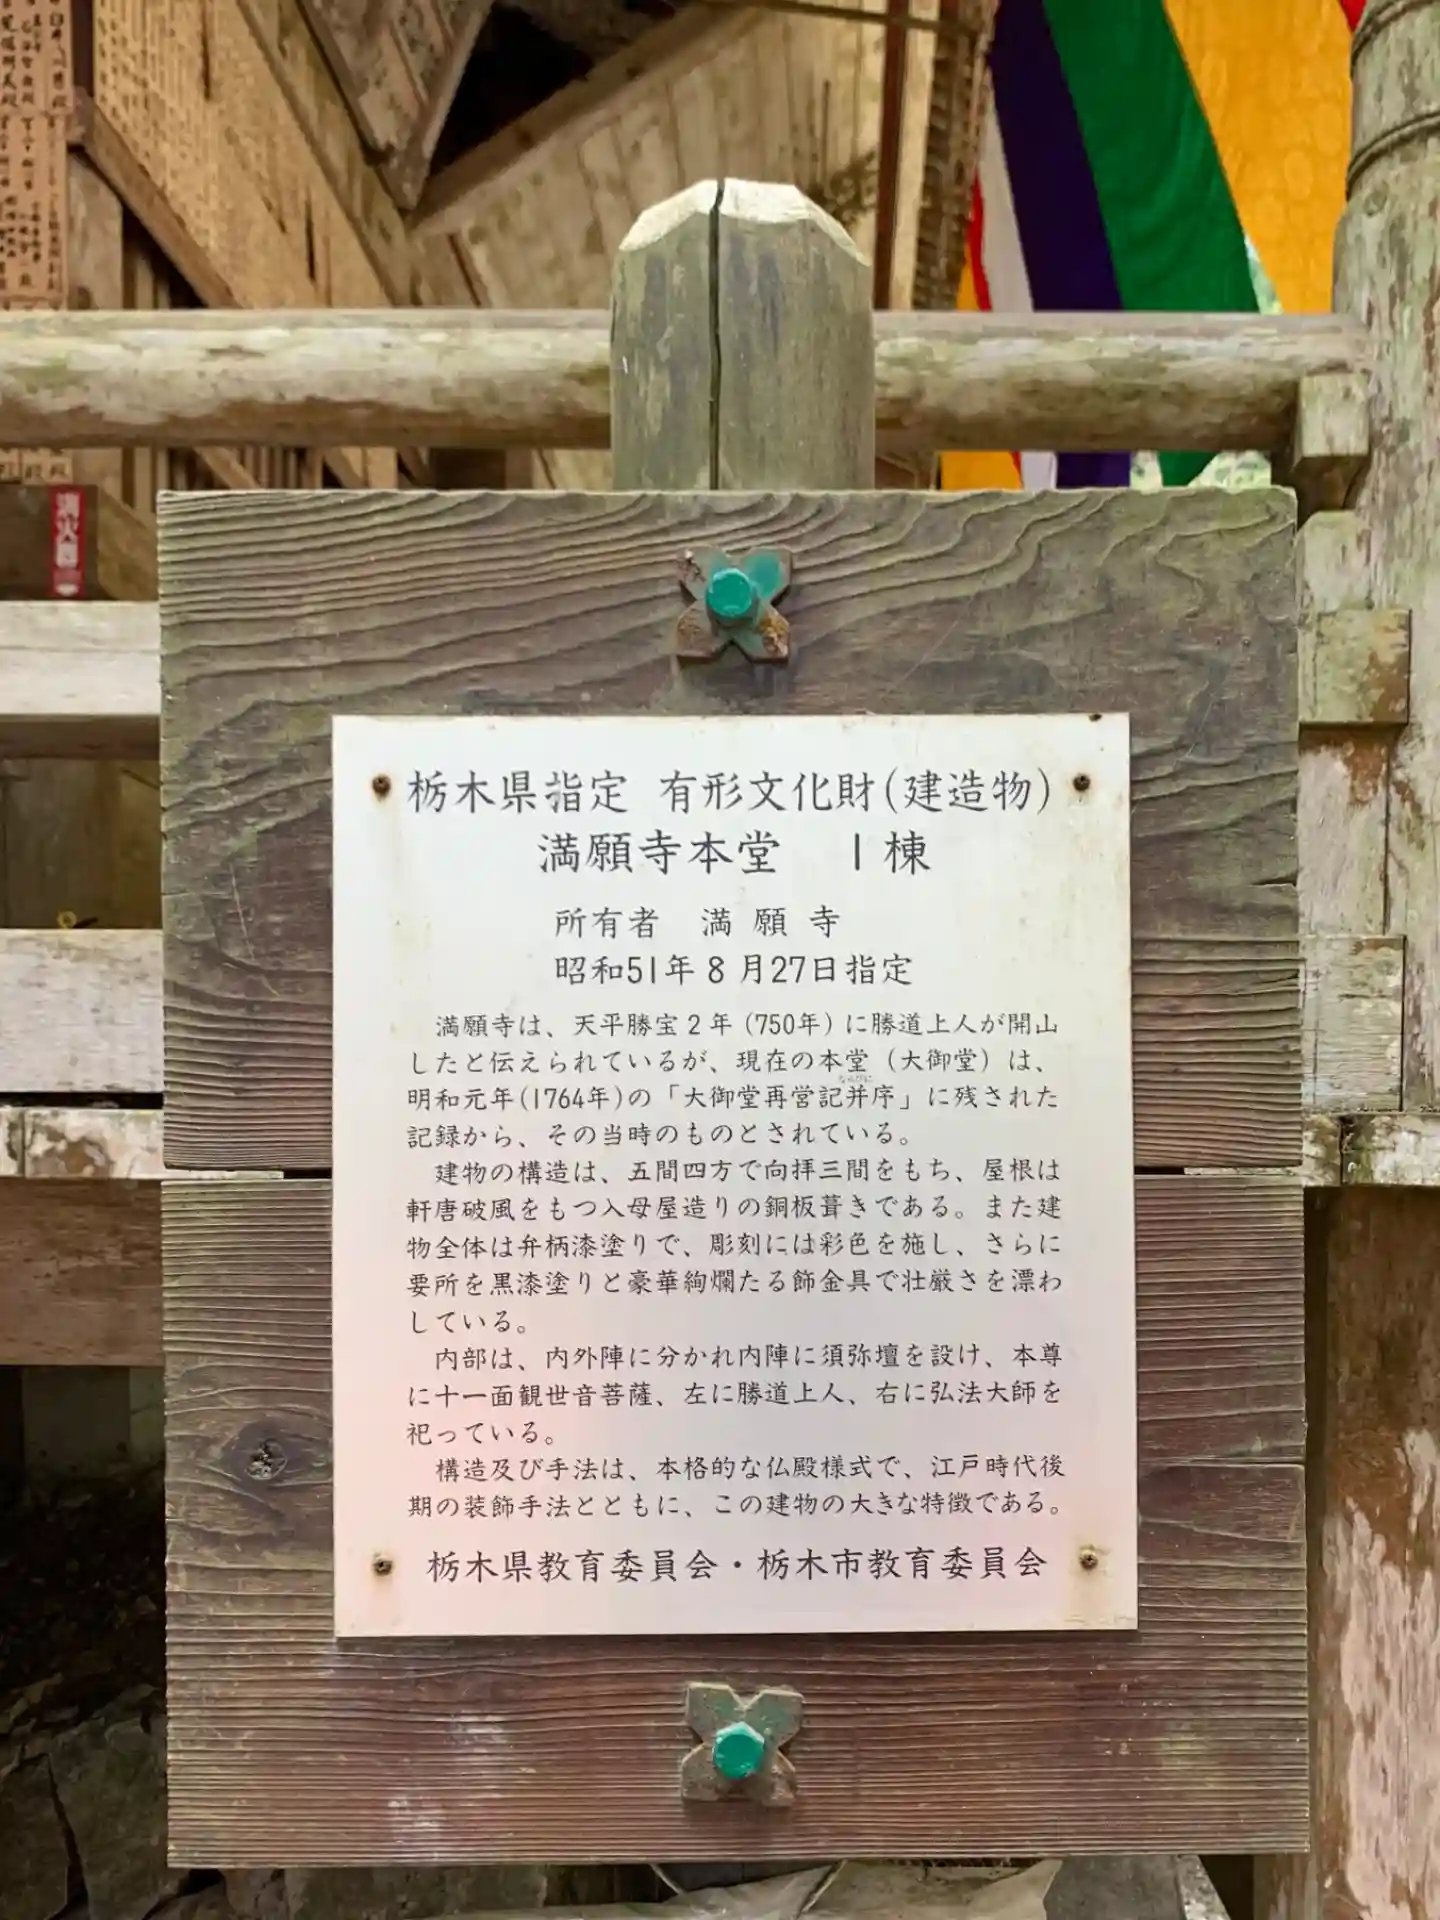 消火器
栃木県指定 有形文化財(建造物)
満願寺本堂 1棟
所有者 満願寺
昭和51年8月27日指定
満願寺は、天平勝宝2年(750年)に勝道上人が開山
したと伝えられているが、現在の本堂(大御堂)は、
明和元年(1764年)の「大御堂再営記并序」に残された
記録から、その当時のものとされている。
建物の構造は、五間四方で向拝三間をもち、屋根は
軒唐破風をもつ入母屋造りの銅板葺きである。また建
物全体は弁柄漆塗りで、彫刻には彩色を施し、さらに
要所を黒漆塗りと豪華絢爛たる飾金具で壮厳さを漂わ
している。
内部は、内外陣に分かれ内陣に須弥壇を設け、本尊
に十一面観世音菩薩、左に勝道上人、右に弘法大師を
祀っている。
構造及び手法は、本格的な仏殿様式で、江戸時代後
期の装飾手法とともに、この建物の大きな特徴である。
栃木県教育委員会・栃木市教育委員会